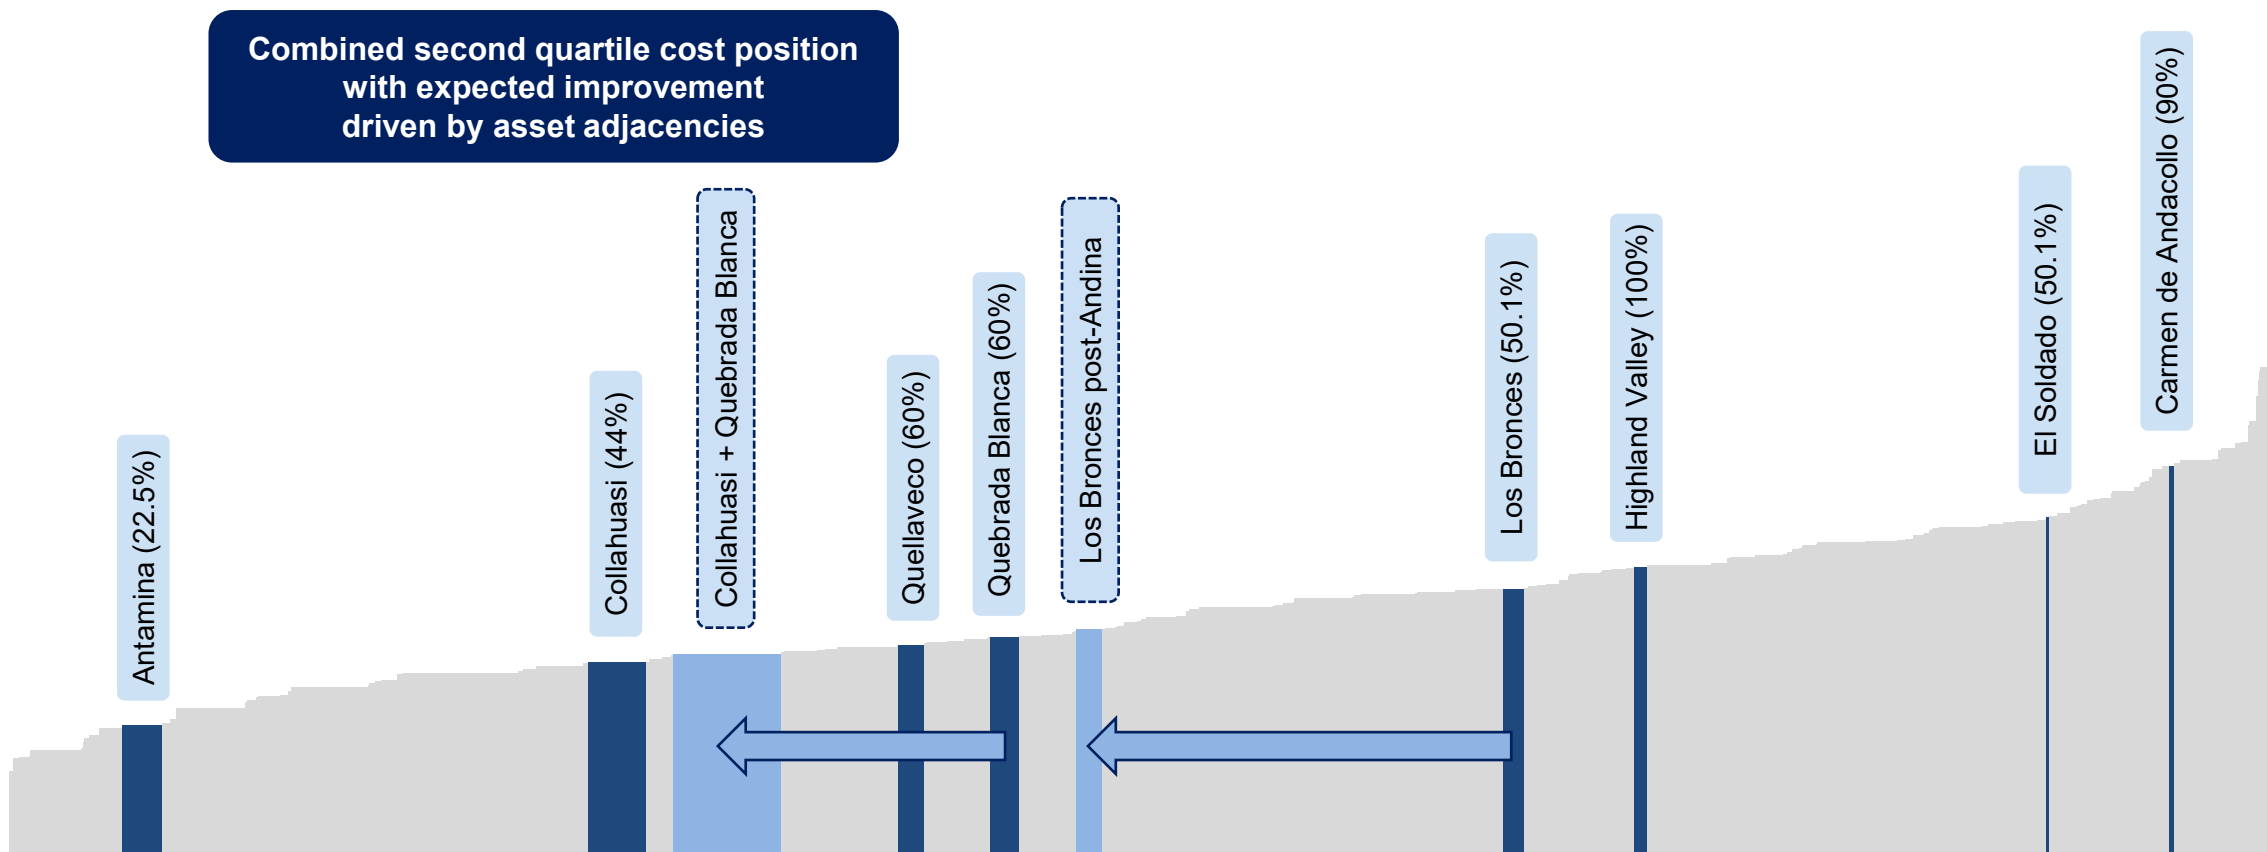 Combined second quartile cost position
with expected improvement
driven by asset adjacencies
Antamina (22.5%)
Collahuasi (44%)
Collahuasi + Quebrada Blanca
Quellaveco (60%)
Quebrada Blanca (60%)
Los Bronces post-Andina
Los Bronces (50.1%)
Highland Valley (100%)
El Soldado (50.1%)
Carmen de Andacollo (90%)